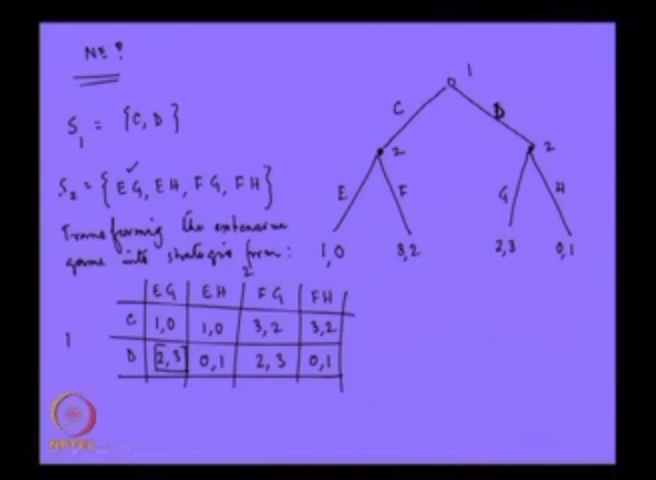 NE?
S1 = {C, D}
S2 = {EG, EH, FG, FH}
Transforming the extensive
game into strategic form:
2
EG EH FG FH
C 1,0 1,0 3,2 3,2
1
D [2,3] 0,1 2,3 0,1
1
C D
2 2
E F G H
1,0 3,2 2,3 0,1
NPTEL